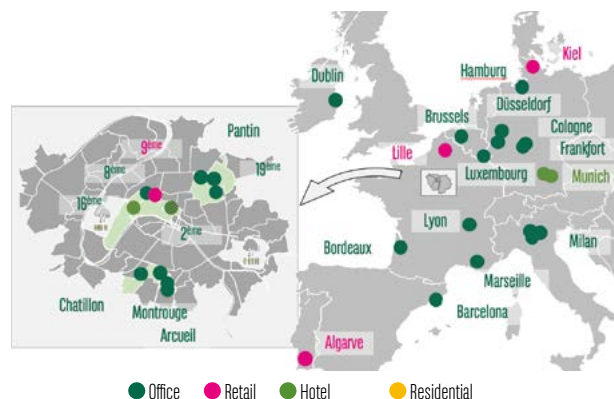 Kiel
Hamburg
Dublin
Düsseldorf
Brussels
Cologne
Pantin
9ème
Lille
Frankfort
8ème
19ème
Luxembourg
Munich
16ème
2ème
Lyon
Bordeaux
Milan
Chatillon
Marseille
Montrouge
Barcelona
Arcueil
Algarve
Office
Retail
Hotel
Residential